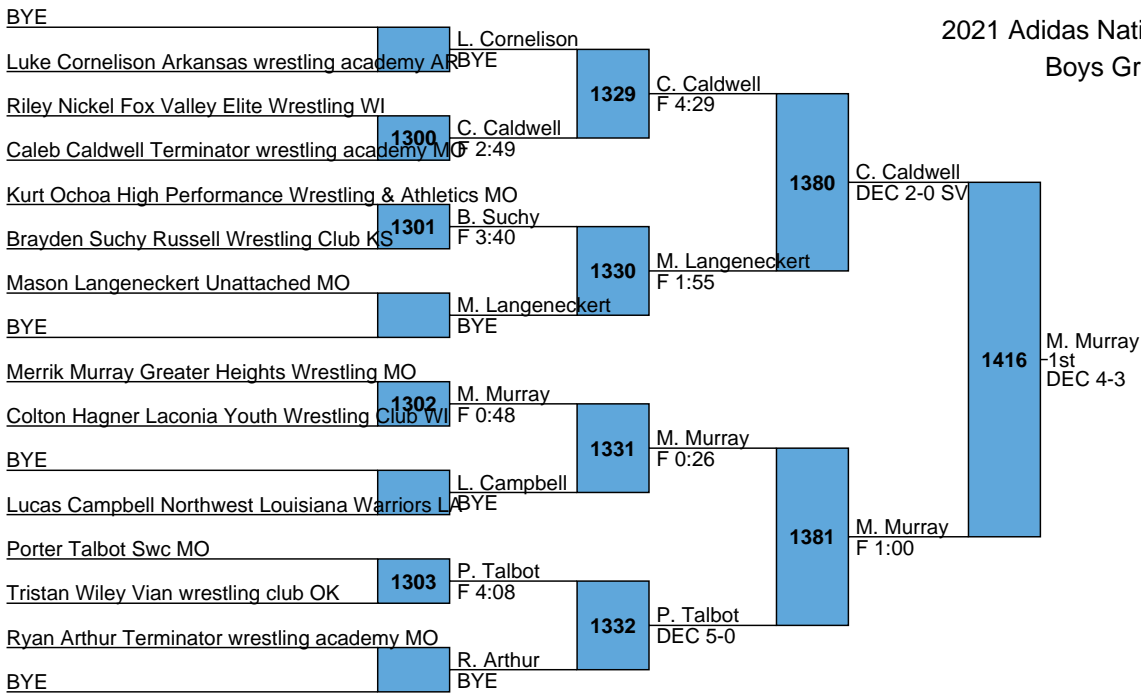 2021 Adidas Nati
Boys Gr
BYE
Luke Cornelison Arkansas wrestling academy AR
Riley Nickel Fox Valley Elite Wrestling WI
Caleb Caldwell Terminator wrestling academy MO
Kurt Ochoa High Performance Wrestling & Athletics MO
Brayden Suchy Russell Wrestling Club KS
Mason Langeneckert Unattached MO
BYE
Merrik Murray Greater Heights Wrestling MO
Colton Hagner Laconia Youth Wrestling Club WI
BYE
Lucas Campbell Northwest Louisiana Warriors LA
Porter Talbot Swc MO
Tristan Wiley Vian wrestling club OK
Ryan Arthur Terminator wrestling academy MO
BYE
1300
1301
1302
1303
L. Cornelison
BYE
C. Caldwell
F 2:49
B. Suchy
F 3:40
M. Langeneckert
BYE
M. Murray
F 0:48
L. Campbell
BYE
P. Talbot
F 4:08
R. Arthur
BYE
1329
1330
1331
1332
C. Caldwell
F 4:29
M. Langeneckert
F 1:55
M. Murray
F 0:26
P. Talbot
DEC 5-0
1380
1381
C. Caldwell
DEC 2-0 SV
M. Murray
F 1:00
1416
M. Murray
1st
DEC 4-3